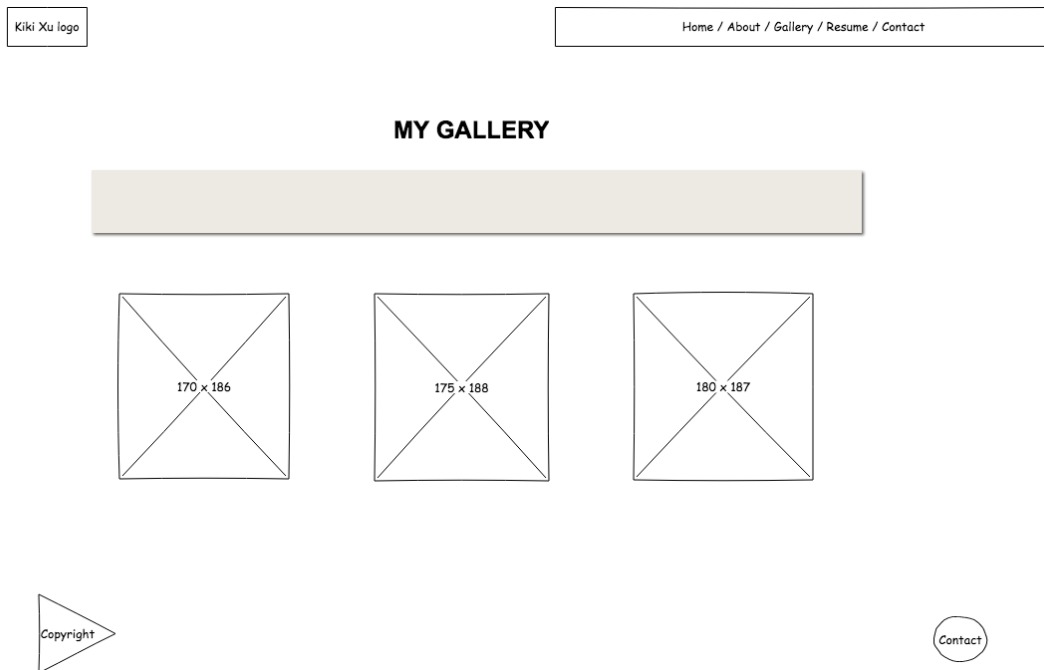 Kiki Xu logo
Home / About / Gallery / Resume / Contact
MY GALLERY
170 x 186
175 x 188
180 x 187
Copyright
Contact